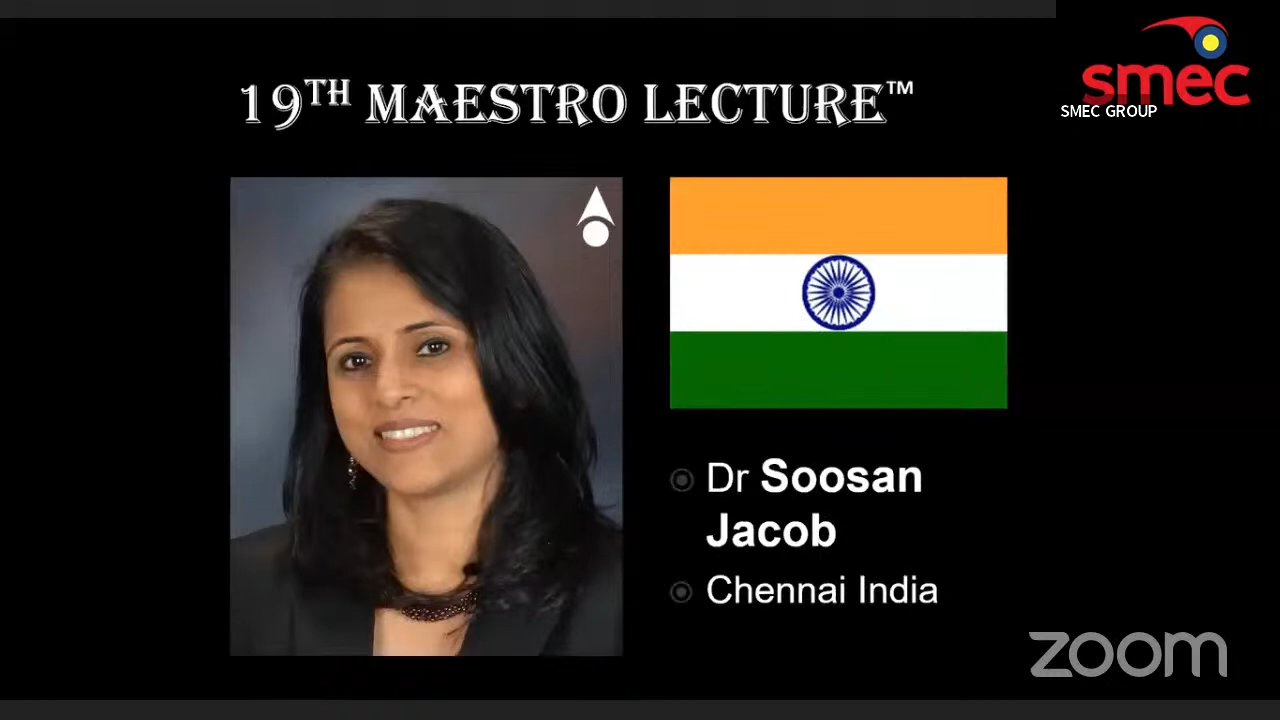 smec
SMEC GROUP
19TH MAESTRO LECTURE™
Dr Soosan
Jacob
Chennai India
zoom